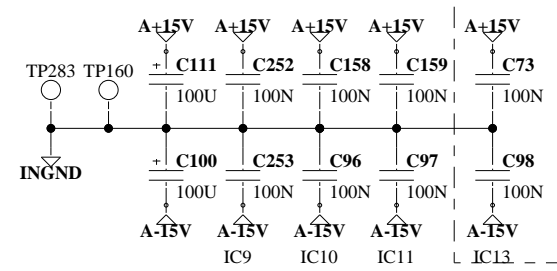 A+15V A+15V A+15V A+15V A+15V
+ C111 C252 C158 C159 C73
TP283 TP160
100U 100N 100N 100N 100N
+ C100 C253 C96 C97 C98
INGND
100U 100N 100N 100N 100N
A-15V A-15V A-15V A-15V A-15V
IC9 IC10 IC11 IC13